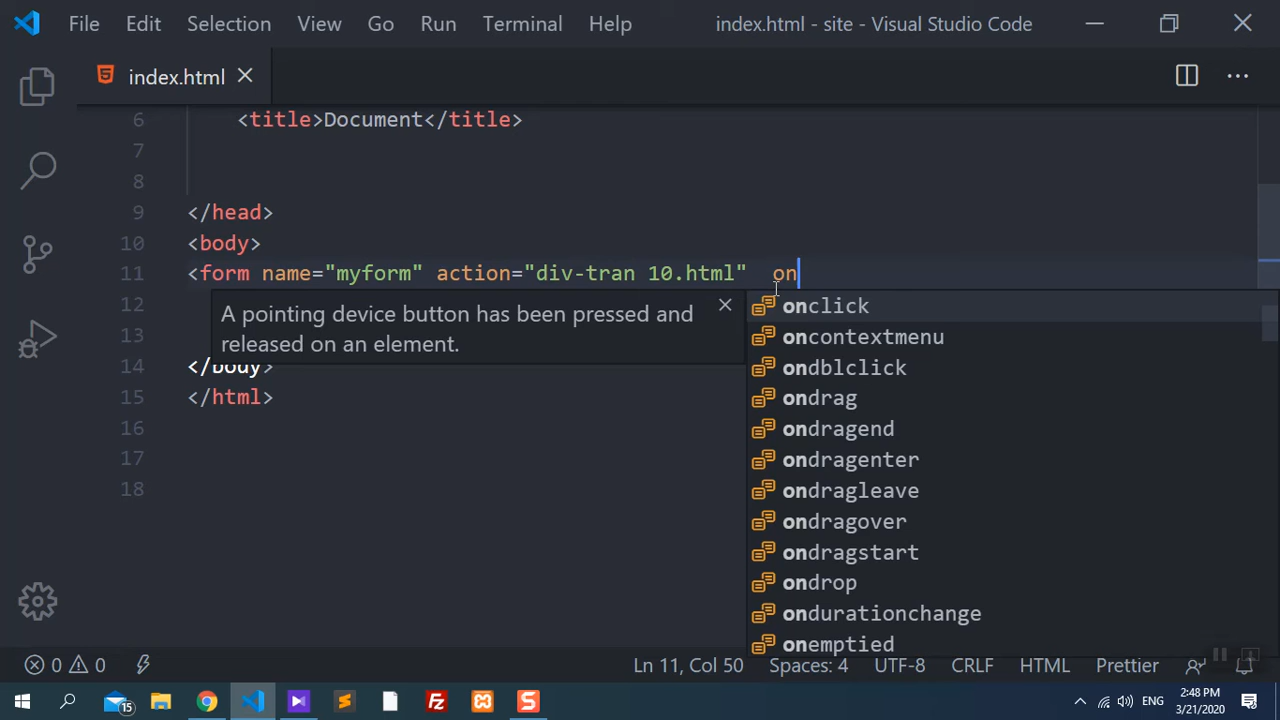 File Edit Selection View Go Run Terminal Help index.html - site - Visual Studio Code
index.html
6 <title>Document</title>
7
8
9 </head>
10 <body>
11 <form name="myform" action="div-tran 10.html"  on
12
13
14 </body>
15 </html>
16
17
18
A pointing device button has been pressed and
released on an element.
onclick
oncontextmenu
ondblclick
ondrag
ondragend
ondragenter
ondragleave
ondragover
ondragstart
ondrop
ondurationchange
onemptied
0 0 Ln 11, Col 50 Spaces: 4 UTF-8 CRLF HTML Prettier
15 ENG 2:48 PM
3/21/2020